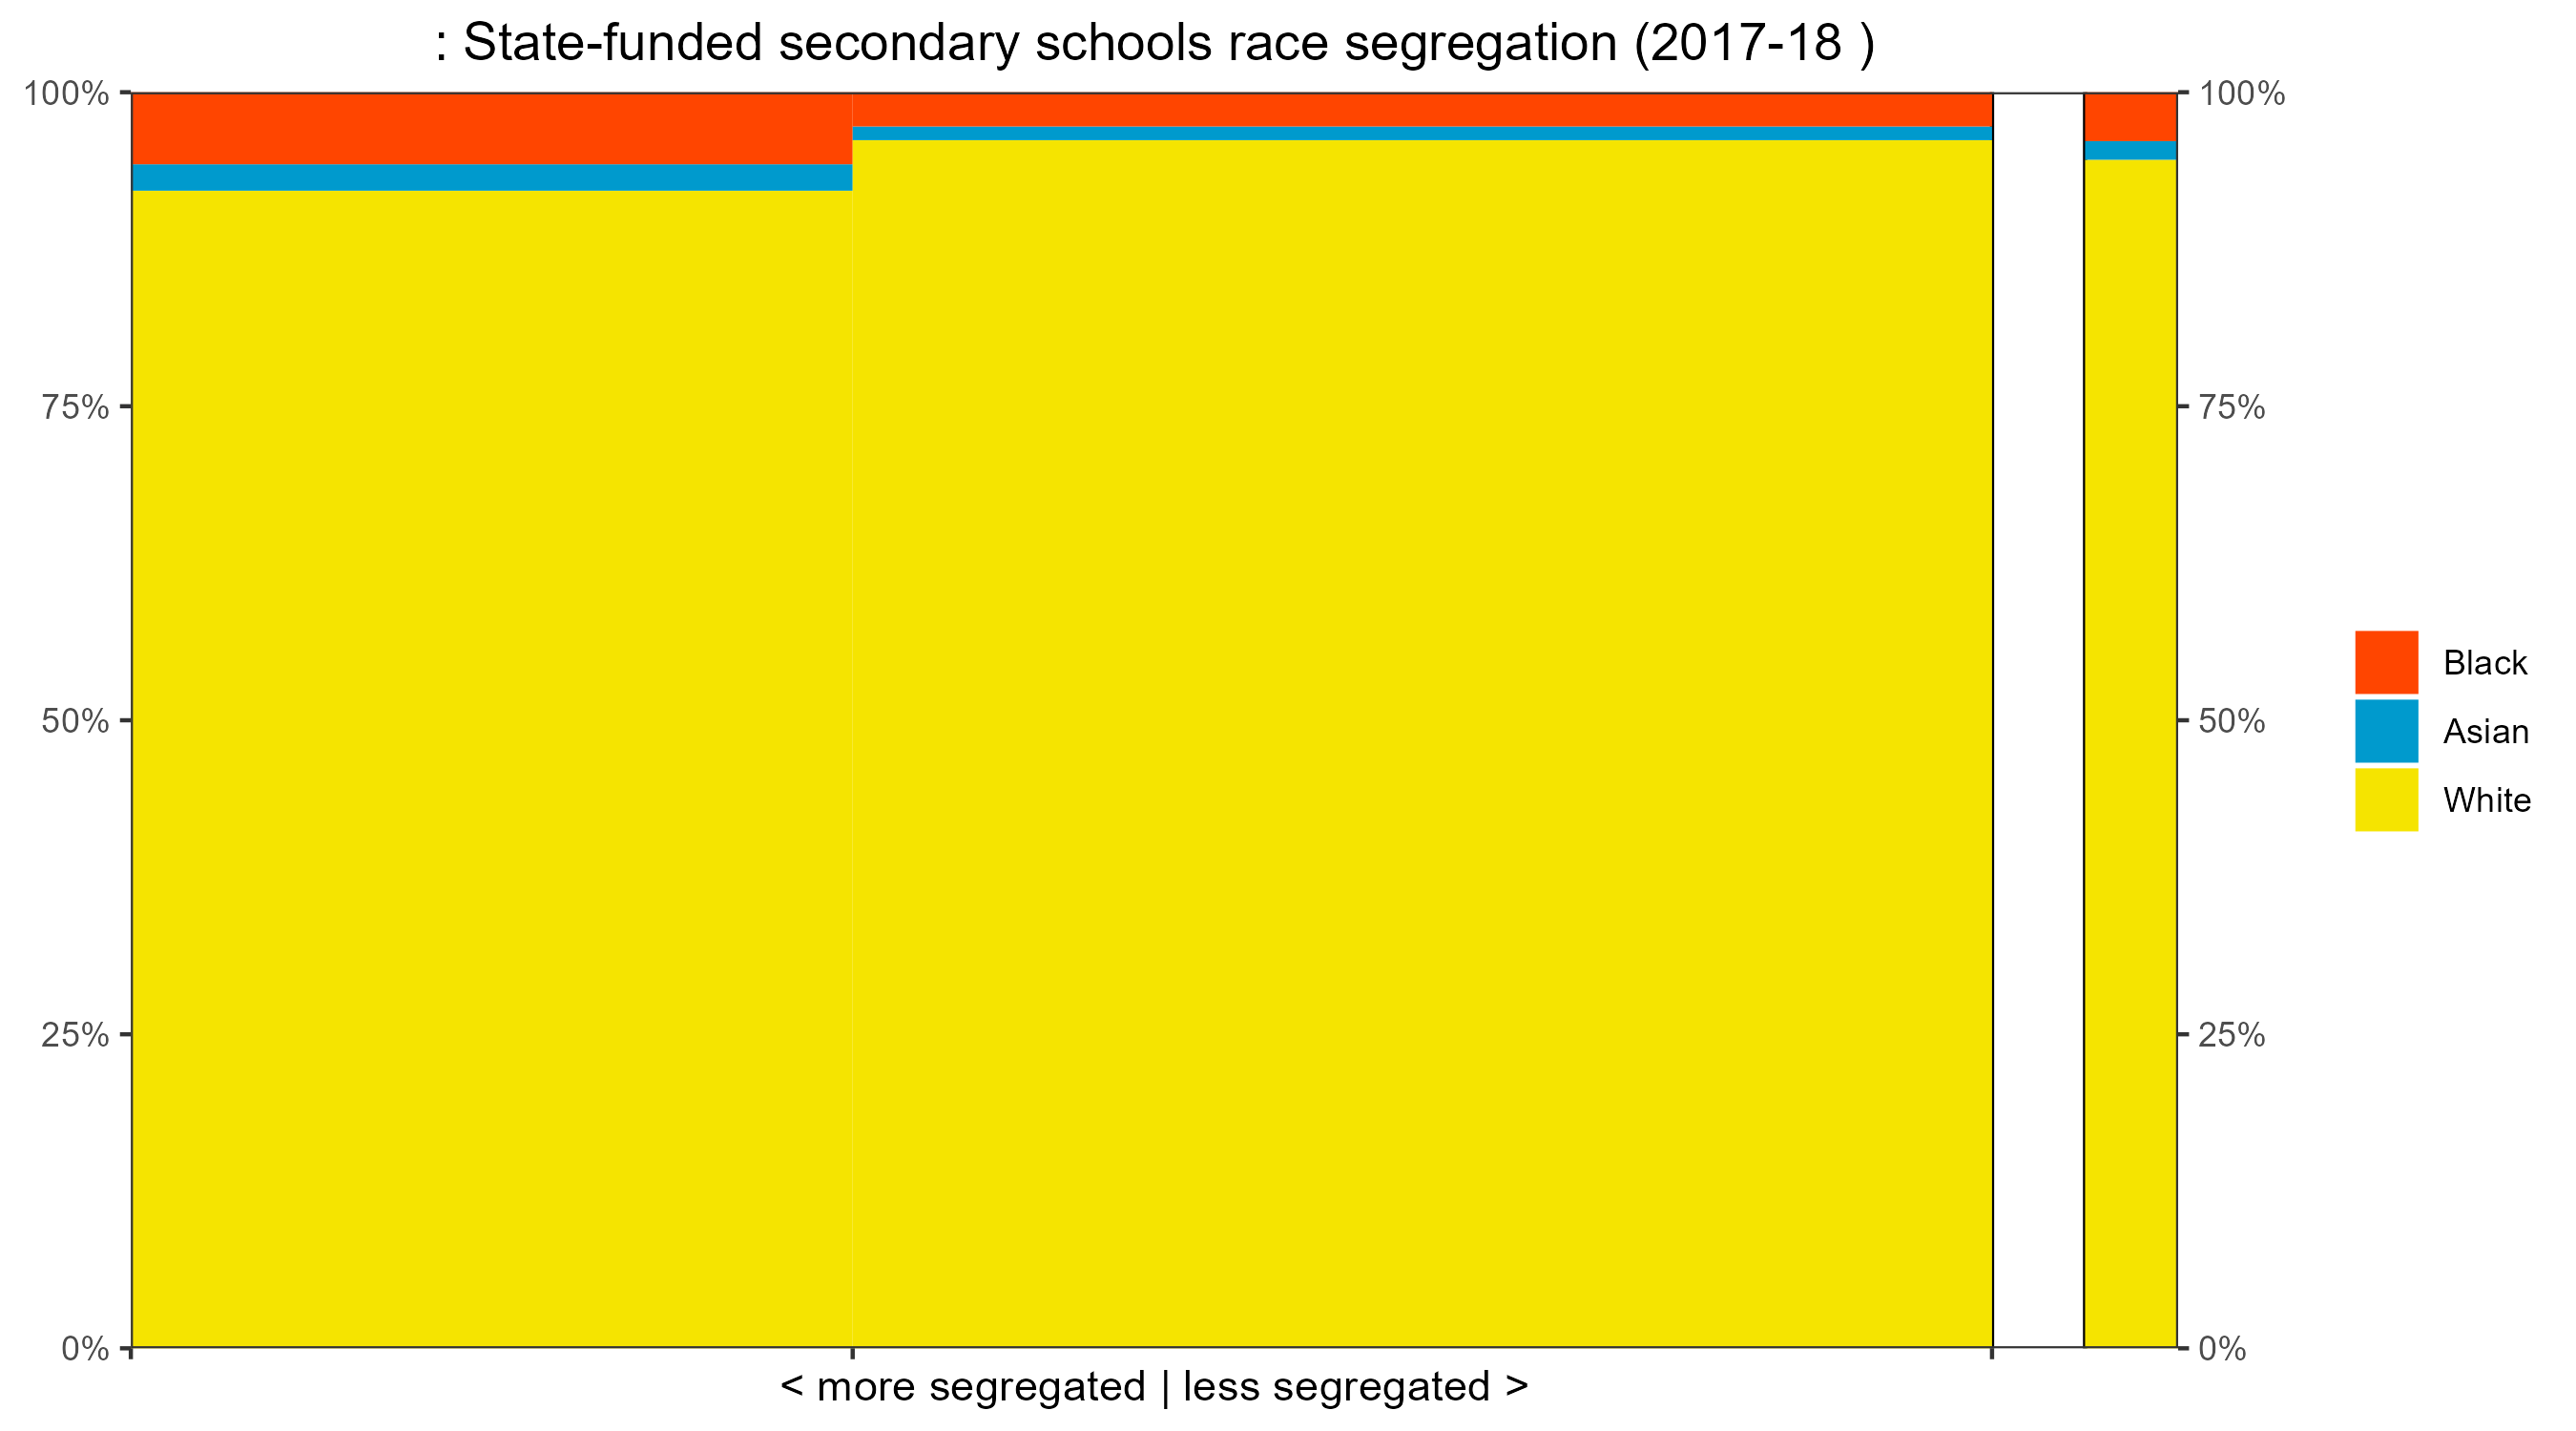 : State-funded secondary schools race segregation (2017-18 )
100%
75%
50%
25%
0%
100%
75%
50%
25%
0%
Black
Asian
White
< more segregated | less segregated >